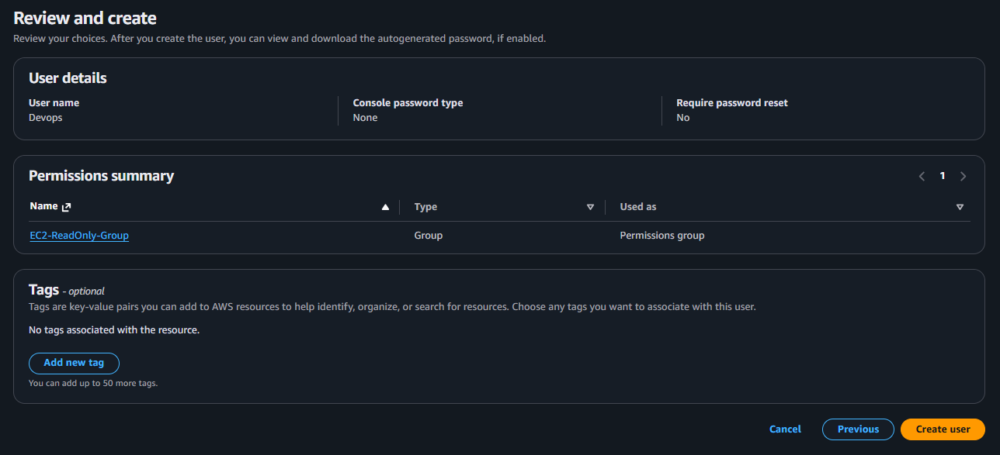 Review and create
Review your choices. After you create the user, you can view and download the autogenerated password, if enabled.
User details
User name
Devops
Console password type
None
Require password reset
No
Permissions summary
1
Name
Type
Used as
EC2-ReadOnly-Group
Group
Permissions group
Tags - optional
Tags are key-value pairs you can add to AWS resources to help identify, organize, or search for resources. Choose any tags you want to associate with this user.
No tags associated with the resource.
Add new tag
You can add up to 50 more tags.
Cancel
Previous
Create user